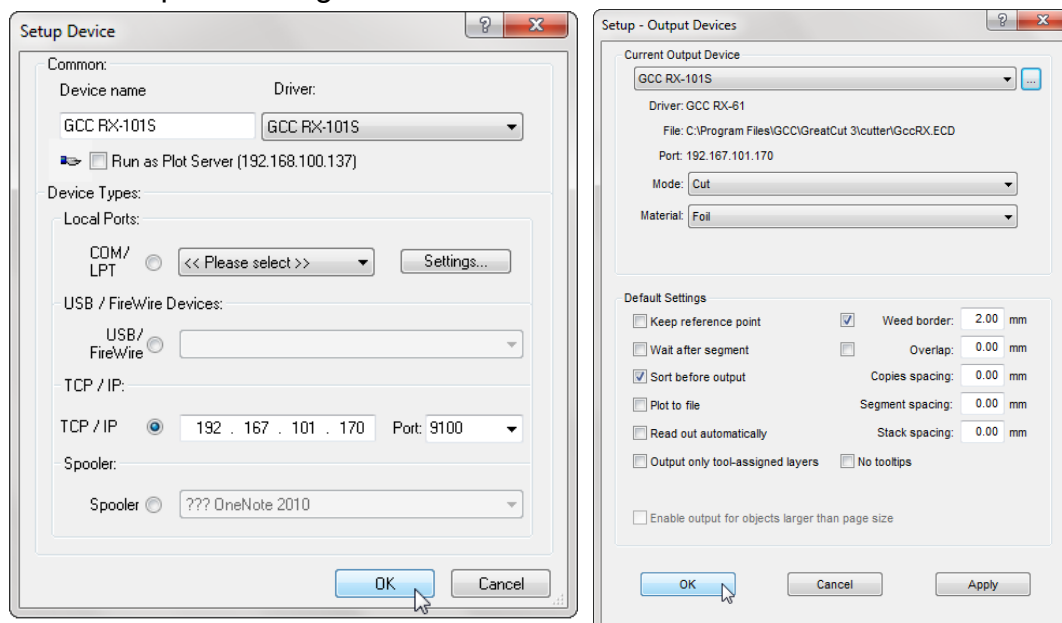 Setup Device
Common:
Device name Driver:
GCC RX-101S GCC RX-101S
Run as Plot Server (192.168.100.137)
Device Types:
Local Ports:
COM/
LPT << Please select >> Settings...
USB / FireWire Devices:
USB/
FireWire
TCP / IP:
TCP / IP 192 . 167 . 101 . 170 Port: 9100
Spooler:
Spooler ??? OneNote 2010
OK Cancel
Setup - Output Devices
Current Output Device
GCC RX-101S ...
Driver: GCC RX-61
File: C:\Program Files\GCC\GreatCut 3\cutter\GccRX.ECD
Port: 192.167.101.170
Mode: Cut
Material: Foil
Default Settings
Keep reference point Weed border: 2.00 mm
Wait after segment Overlap: 0.00 mm
Sort before output Copies spacing: 0.00 mm
Plot to file Segment spacing: 0.00 mm
Read out automatically Stack spacing: 0.00 mm
Output only tool-assigned layers No tooltips
Enable output for objects larger than page size
OK Cancel Apply